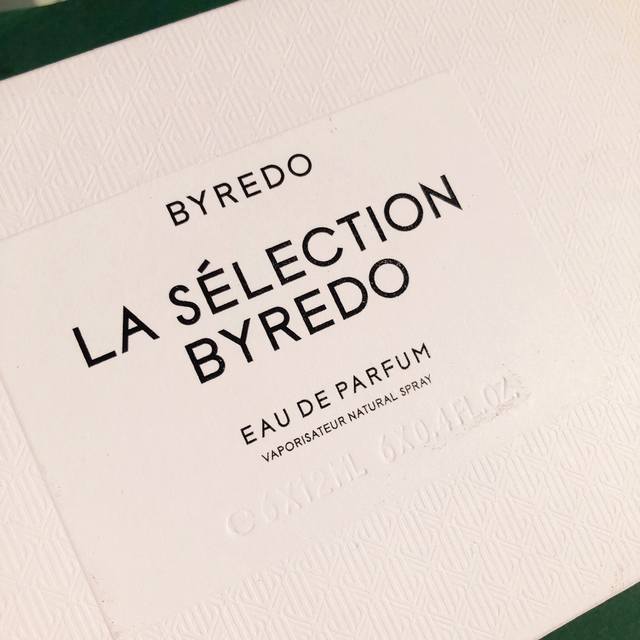 BYREDO
LA SÉLECTION
BYREDO
EAU DE PARFUM
VAPORISATEUR NATURAL SPRAY
℮ 6X12ML 6X0.4FL.OZ.